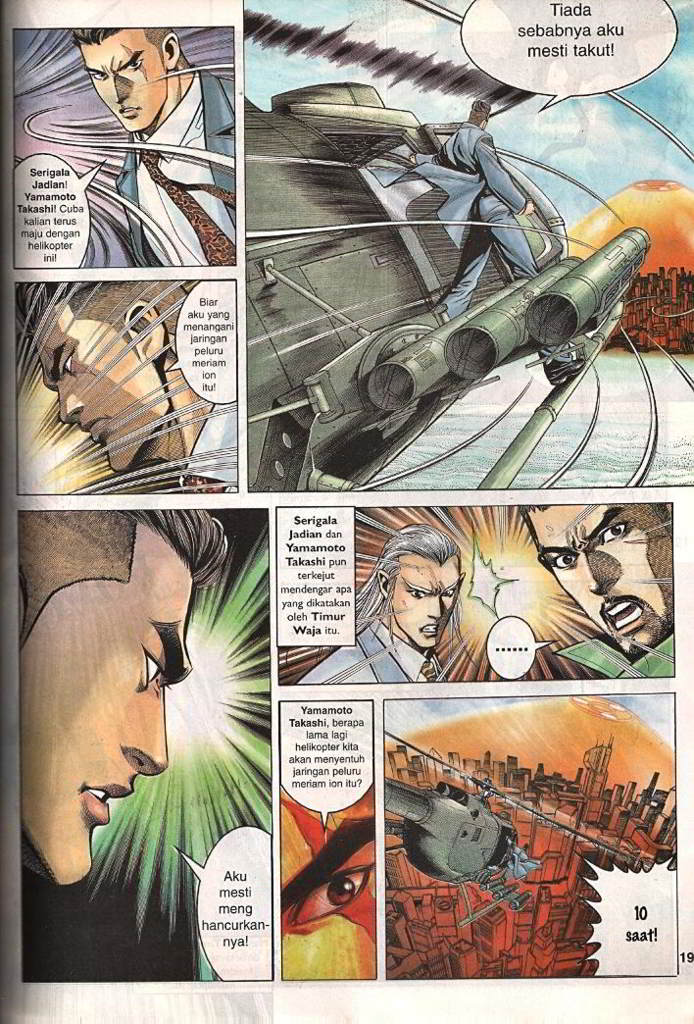 Tiada
sebabnya aku
mesti takut!
Serigala
Jadian!
Yamamoto
Takashi! Cuba
kalian terus
maju dengan
helikopter
ini!
Biar
aku yang
menangani
jaringan
peluru
meriam
ion
itu!
Serigala
Jadian dan
Yamamoto
Takashi pun
terkejut
mendengar apa
yang dikatakan
oleh Timur
Waja itu.
......
Aku
mesti
meng
hancurkan-
nya!
Yamamoto
Takashi, berapa
lama lagi
helikopter kita
akan menyentuh
jaringan peluru
meriam ion itu?
10
saat!
19